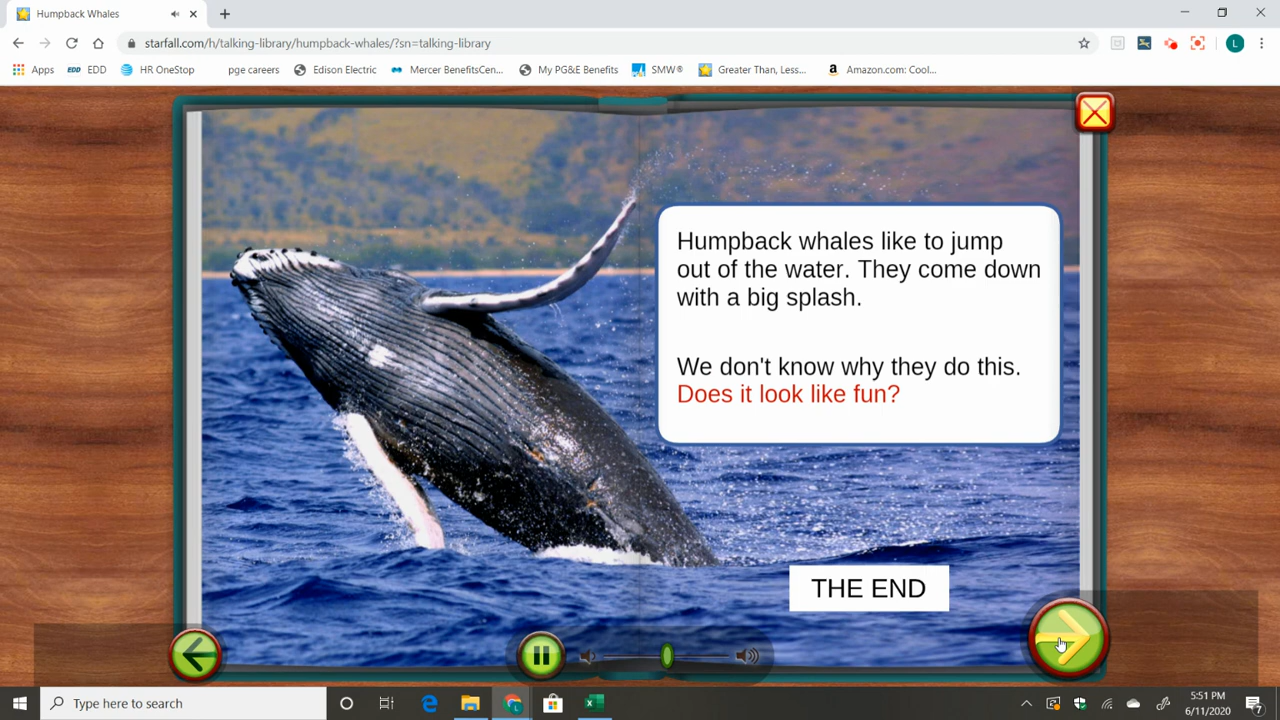 Humpback Whales
starfall.com/h/talking-library/humpback-whales/?sn=talking-library
L
Apps
EDD EDD
HR OneStop
pge careers
Edison Electric
Mercer BenefitsCen...
My PG&E Benefits
SMW®
Greater Than, Less...
a Amazon.com: Cool...
Humpback whales like to jump
out of the water. They come down
with a big splash.
We don't know why they do this.
Does it look like fun?
THE END
Type here to search
5:51 PM
6/11/2020
7